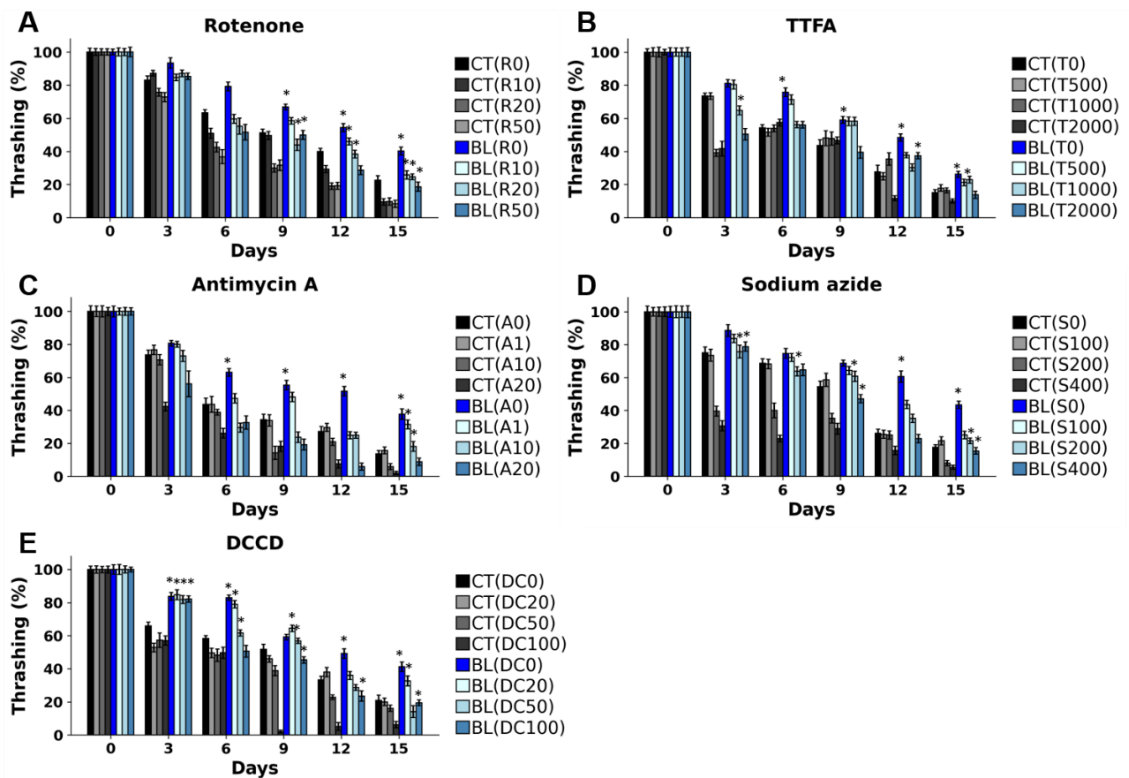 A
Rotenone
Thrashing (%)
100
80
60
40
20
0
* * * * * * * * * * *
0 3 6 9 12 15
Days
CT(R0)
CT(R10)
CT(R20)
CT(R50)
BL(R0)
BL(R10)
BL(R20)
BL(R50)
B
TTFA
Thrashing (%)
100
80
60
40
20
0
* * * * * * *
0 3 6 9 12 15
Days
CT(T0)
CT(T500)
CT(T1000)
CT(T2000)
BL(T0)
BL(T500)
BL(T1000)
BL(T2000)
C
Antimycin A
Thrashing (%)
100
80
60
40
20
0
* * * * * *
0 3 6 9 12 15
Days
CT(A0)
CT(A1)
CT(A10)
CT(A20)
BL(A0)
BL(A1)
BL(A10)
BL(A20)
D
Sodium azide
Thrashing (%)
100
80
60
40
20
0
* * * * * * * * *
0 3 6 9 12 15
Days
CT(S0)
CT(S100)
CT(S200)
CT(S400)
BL(S0)
BL(S100)
BL(S200)
BL(S400)
E
DCCD
Thrashing (%)
100
80
60
40
20
0
* * * * * * * * * * * * * * *
0 3 6 9 12 15
Days
CT(DC0)
CT(DC20)
CT(DC50)
CT(DC100)
BL(DC0)
BL(DC20)
BL(DC50)
BL(DC100)